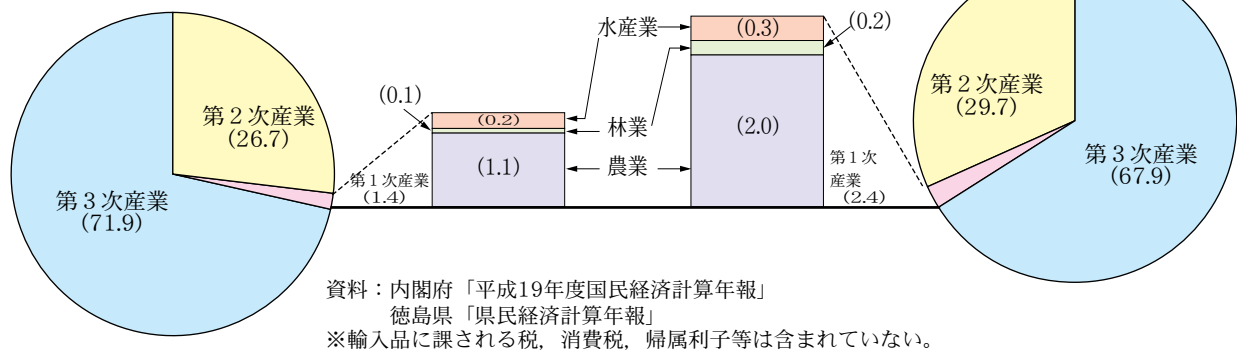 水産業
(0.3)
(0.2)
第２次産業
(26.7)
(0.1)
(0.2)
林業
(2.0)
第２次産業
(29.7)
第３次産業
(71.9)
第１次産業
(1.4)
(1.1)
農業
第１次
産業
(2.4)
第３次産業
(67.9)
資料：内閣府「平成19年度国民経済計算年報」
徳島県「県民経済計算年報」
※輸入品に課される税，消費税，帰属利子等は含まれていない。